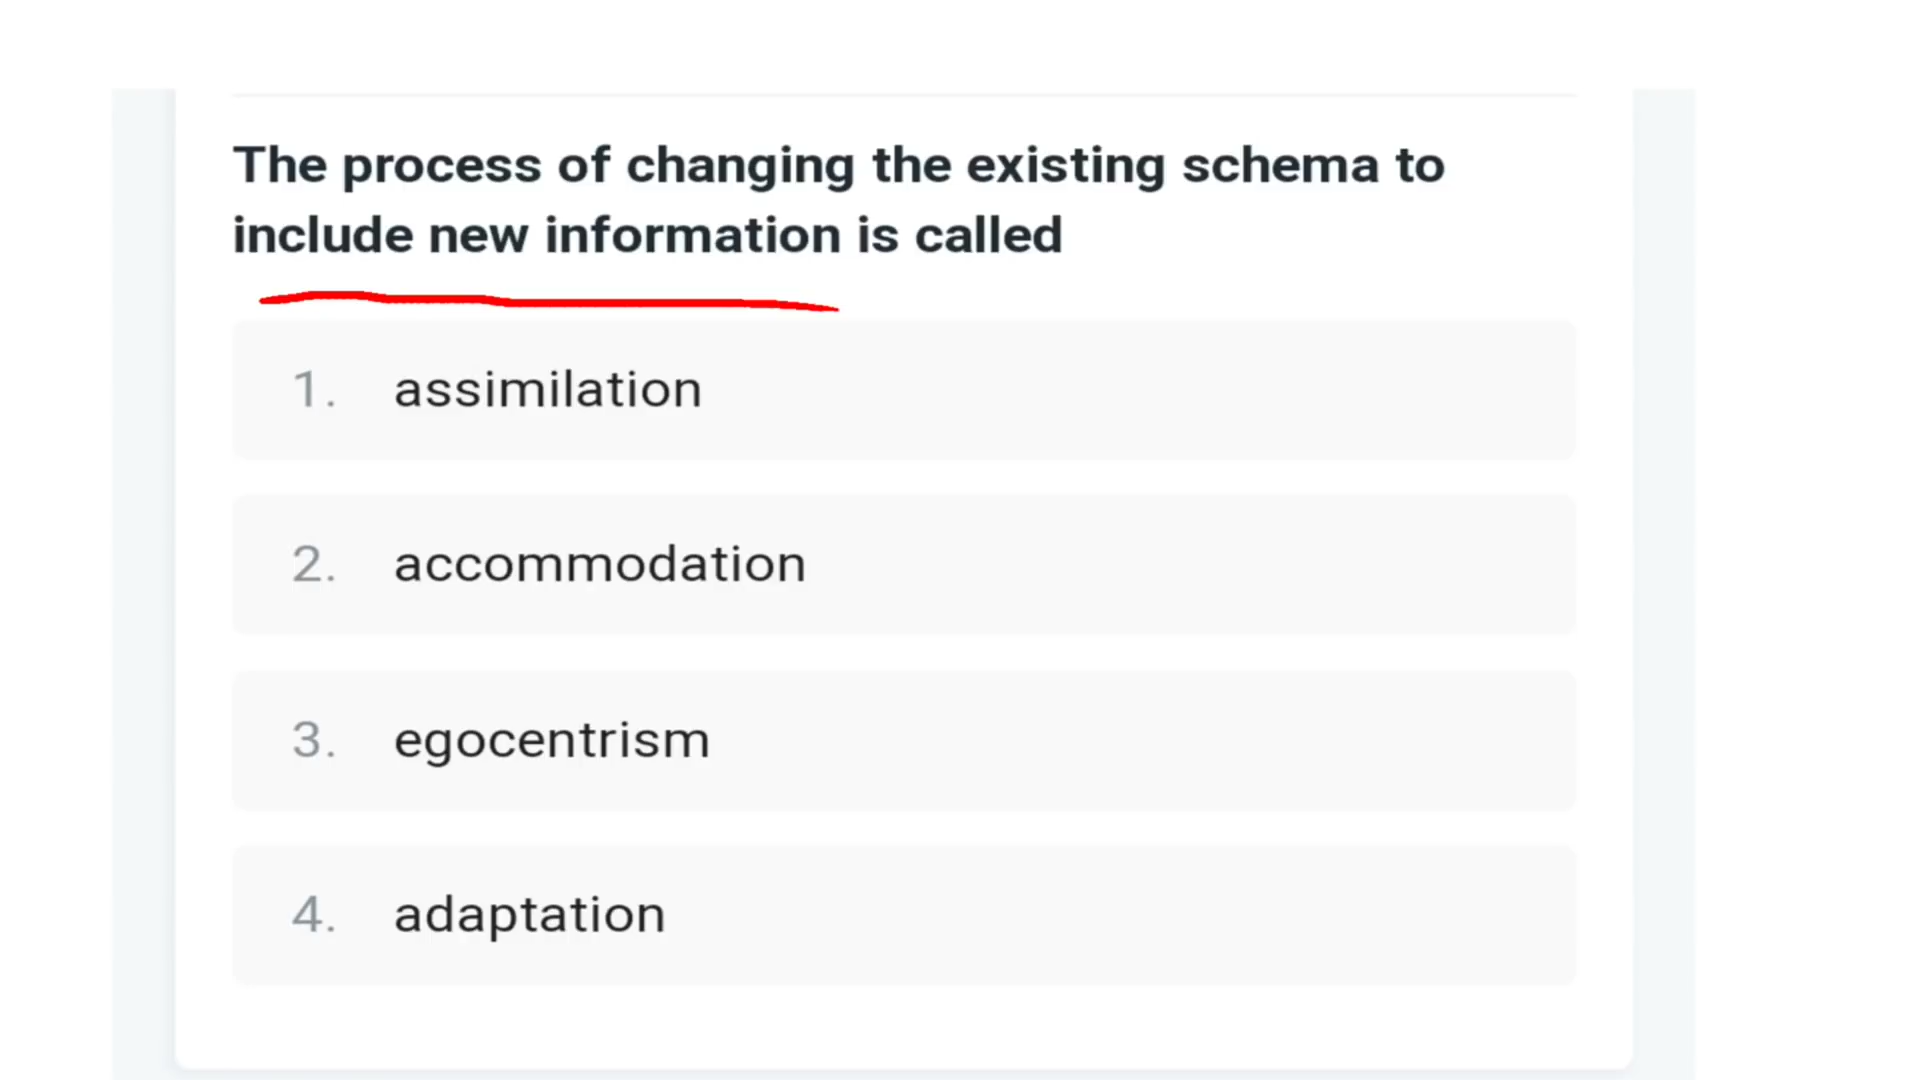 The process of changing the existing schema to
include new information is called
1. assimilation
2. accommodation
3. egocentrism
4. adaptation